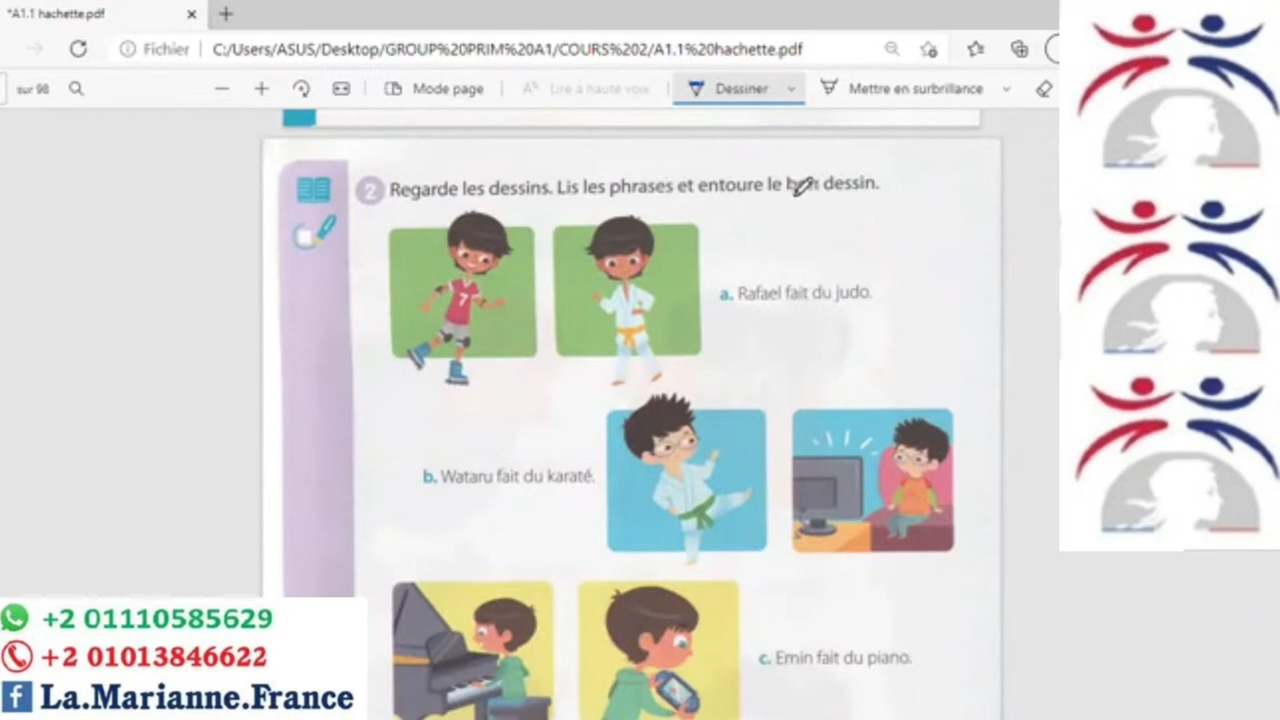 *A1.1 hachette.pdf
Fichier C:/Users/ASUS/Desktop/GROUP%20PRIM%20A1/COURS%202/A1.1%20hachette.pdf
sur 98 Mode page Lire à haute voix Dessiner Mettre en surbrillance
2 Regarde les dessins. Lis les phrases et entoure le bon dessin.
7
a. Rafael fait du judo.
b. Wataru fait du karaté.
c. Emin fait du piano.
+2 01110585629
+2 01013846622
La.Marianne.France